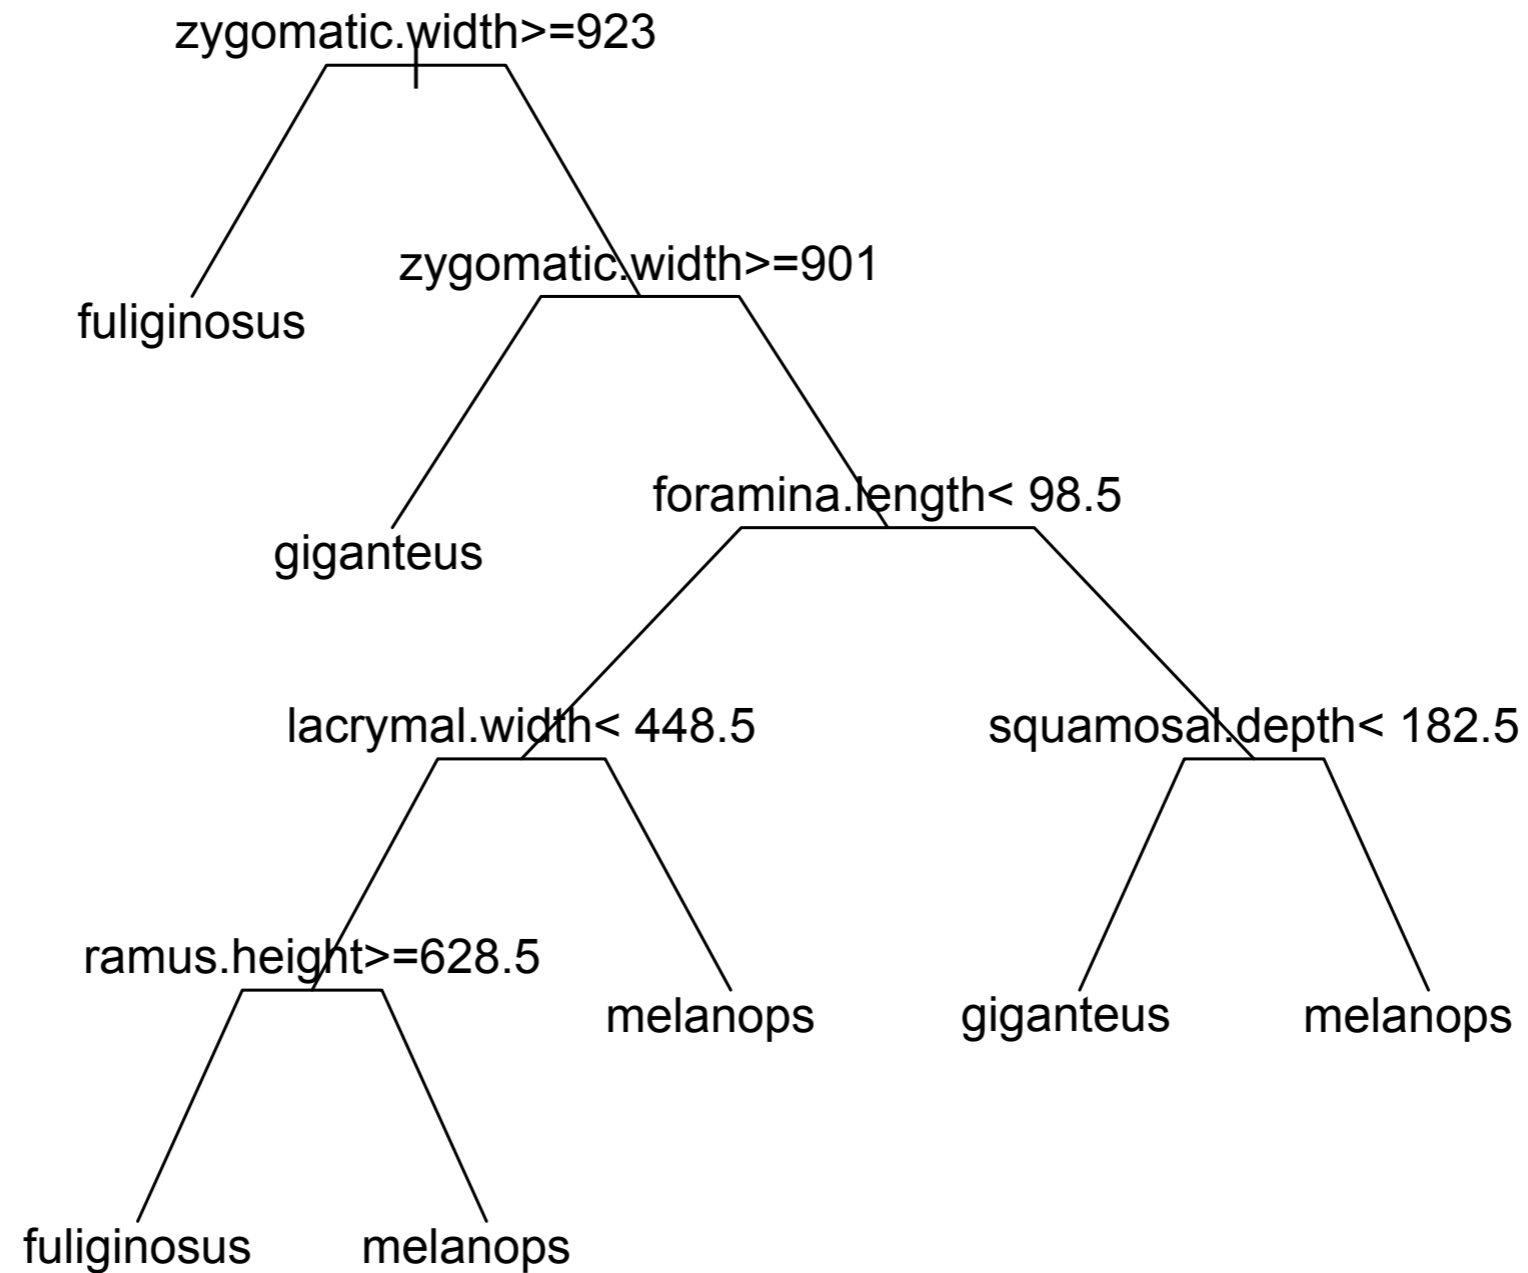 zygomatic.width>=923
zygomatic.width>=901
fuliginosus
foramina.length< 98.5
giganteus
lacrymal.width< 448.5
squamosal.depth< 182.5
ramus.height>=628.5
melanops
giganteus
melanops
fuliginosus
melanops